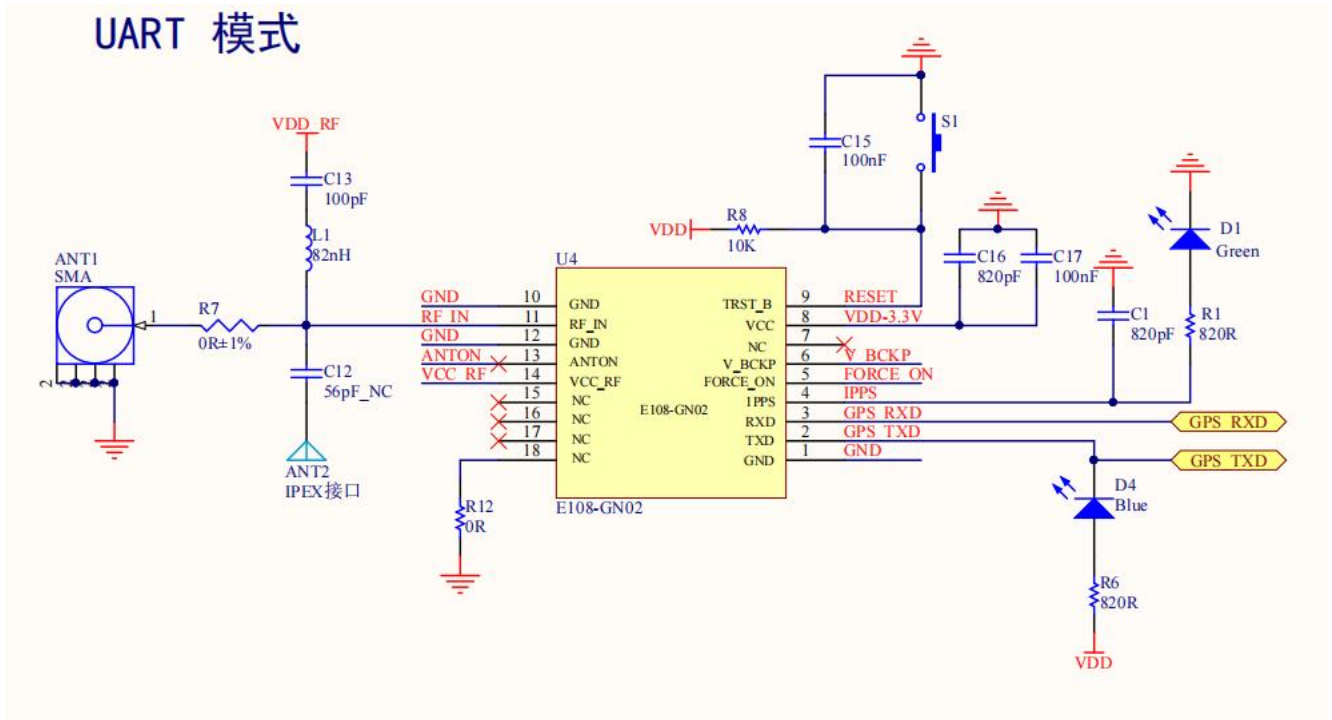 UART 模式
VDD_RF
C13
100pF
L1
82nH
ANT1
SMA
1
2
R7
0R±1%
C12
56pF_NC
ANT2
IPEX接口
GND
RF_IN
GND
ANTON
VCC_RF
10
11
12
13
14
15
16
17
18
R12
0R
U4
GND
RF_IN
GND
ANTON
VCC_RF
NC
NC
NC
NC
E108-GN02
TRST_B
VCC
NC
V_BCKP
FORCE_ON
IPPS
RXD
TXD
GND
E108-GN02
9
8
7
6
5
4
3
2
1
RESET
VDD-3.3V
V_BCKP
FORCE_ON
IPPS
GPS_RXD
GPS_TXD
GND
VDD
R8
10K
C15
100nF
S1
C16
820pF
C17
100nF
C1
820pF
D1
Green
R1
820R
GPS_RXD
GPS_TXD
D4
Blue
R6
820R
VDD